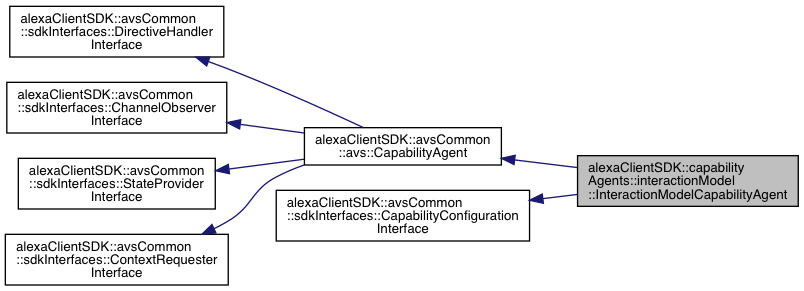 alexaClientSDK::avsCommon
::sdkInterfaces::DirectiveHandler
Interface
alexaClientSDK::avsCommon
::sdkInterfaces::ChannelObserver
Interface
alexaClientSDK::avsCommon
::sdkInterfaces::StateProvider
Interface
alexaClientSDK::avsCommon
::sdkInterfaces::ContextRequester
Interface
alexaClientSDK::avsCommon
::avs::CapabilityAgent
alexaClientSDK::avsCommon
::sdkInterfaces::CapabilityConfiguration
Interface
alexaClientSDK::capability
Agents::interactionModel
::InteractionModelCapabilityAgent